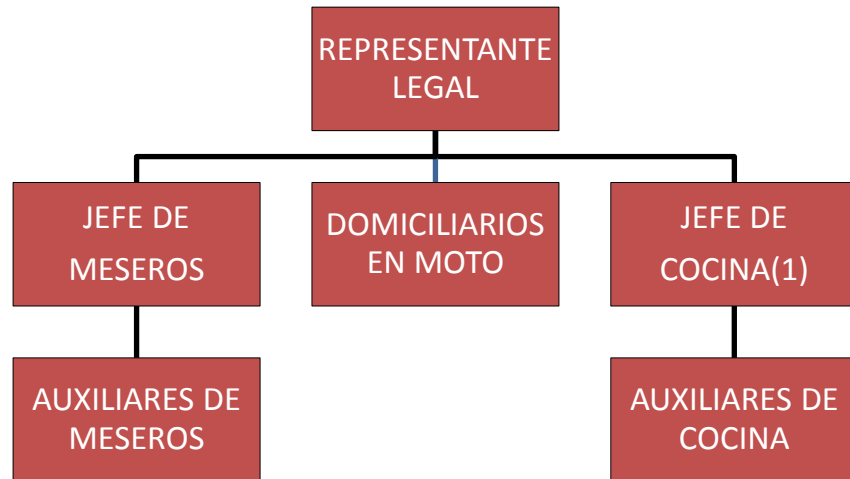 REPRESENTANTE
LEGAL
JEFE DE
MESEROS
DOMICILIARIOS
EN MOTO
JEFE DE
COCINA(1)
AUXILIARES DE
MESEROS
AUXILIARES DE
COCINA